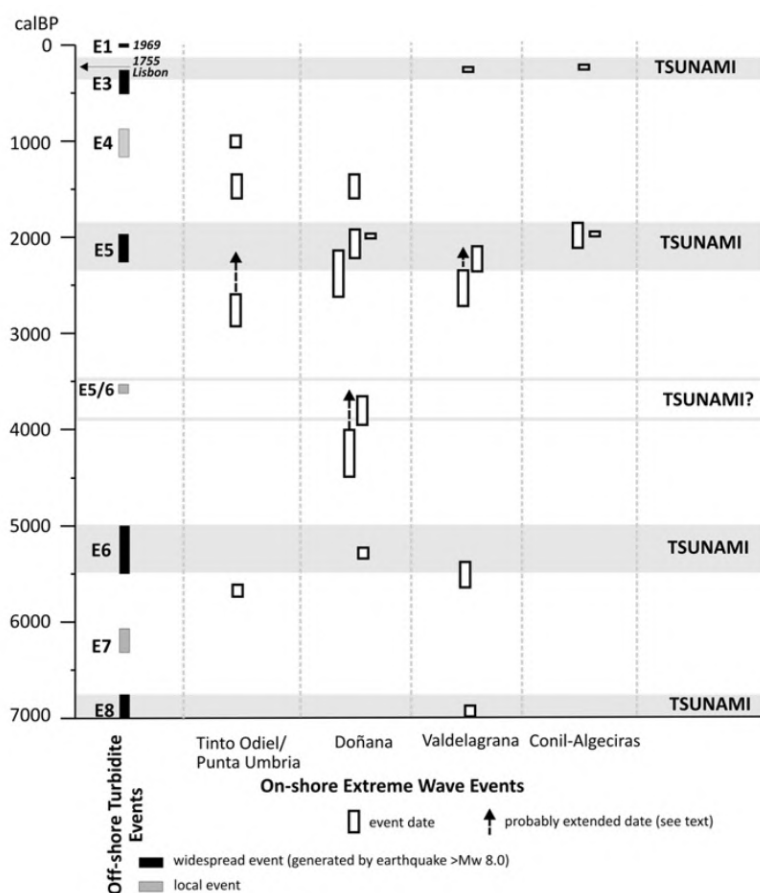 calBP
0
E1
1969
1755
Lisbon
TSUNAMI
E3
1000
E4
2000
E5
TSUNAMI
3000
E5/6
TSUNAMI?
4000
5000
E6
TSUNAMI
6000
E7
E8
TSUNAMI
7000
Tinto Odiel/
Punta Umbria
Doñana
Valdelagrana
Conil-Algeciras
Off-shore Turbidite
Events
On-shore Extreme Wave Events
event date
probably extended date (see text)
widespread event (generated by earthquake >Mw 8.0)
local event